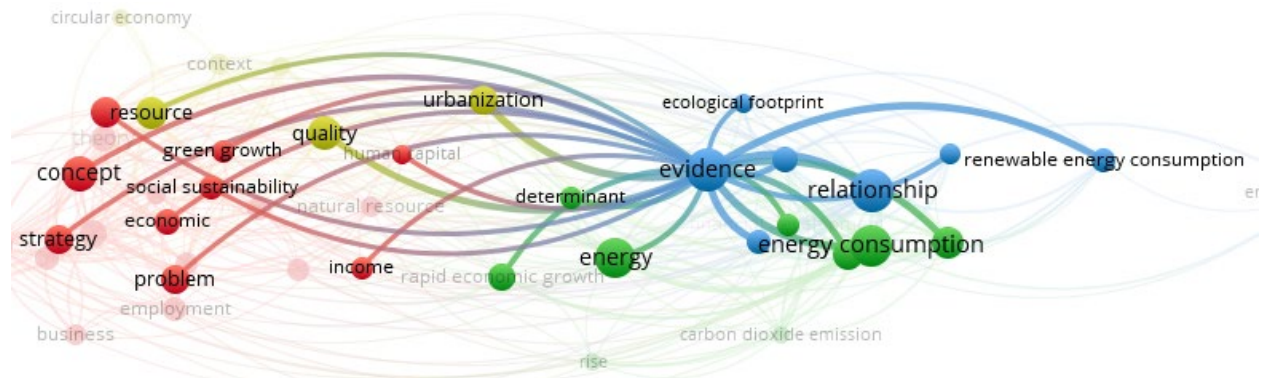 circular economy
context
resource
urbanization
ecological footprint
theory
quality
green growth
human capital
evidence
renewable energy consumption
concept
social sustainability
determinant
relationship
natural resource
economic
strategy
energy consumption
energy
problem
income
rapid economic growth
employment
business
carbon dioxide emission
rise